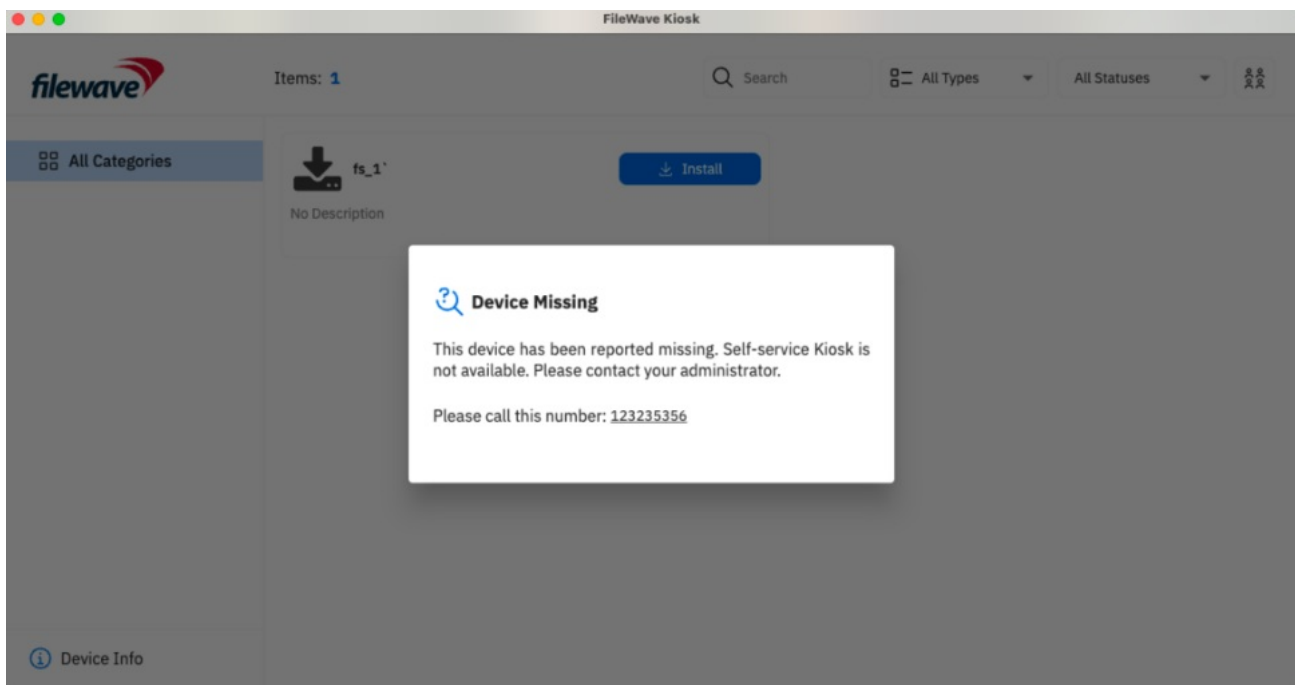 FileWave Kiosk
filewave
Items: 1
Search
All Types
All Statuses
All Categories
fs_1`
Install
No Description
Device Missing
This device has been reported missing. Self-service Kiosk is
not available. Please contact your administrator.
Please call this number: 123235356
Device Info